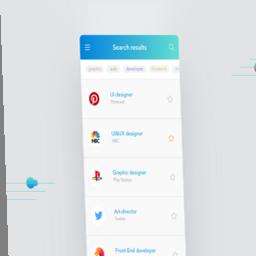 Search results
graphic
web
developer
frontend
UI designer
Pinterest
UI&UX designer
NBC
Graphic designer
Play Station
Art director
Twitter
Front End developer